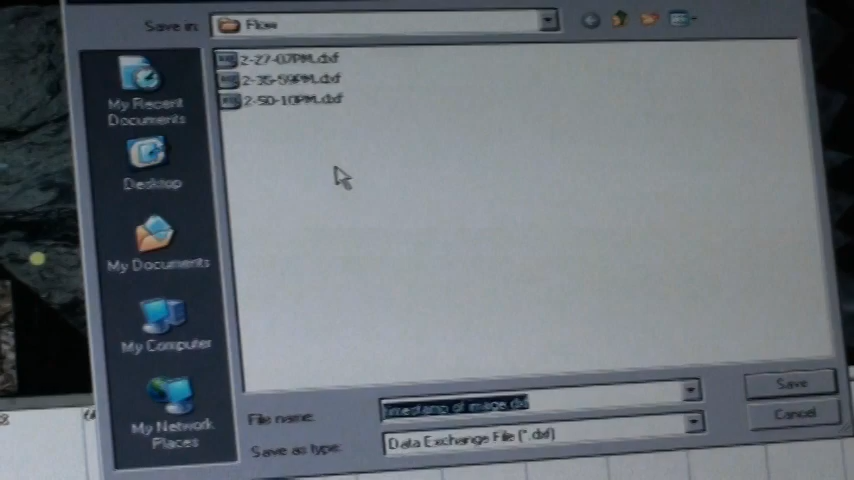 Save in: Flow
2-27-07PM.dxf
2-35-59PM.dxf
2-50-10PM.dxf
My Recent
Documents
Desktop
My Documents
My Computer
My Network
Places
File name: timestamp of image.dxf
Save as type: Data Exchange File (*.dxf)
Save
Cancel